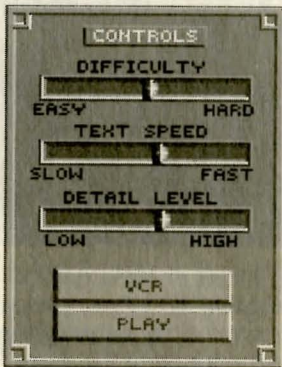 CONTROLS
DIFFICULTY
EASY HARD
TEXT SPEED
SLOW FAST
DETAIL LEVEL
LOW HIGH
VCR
PLAY